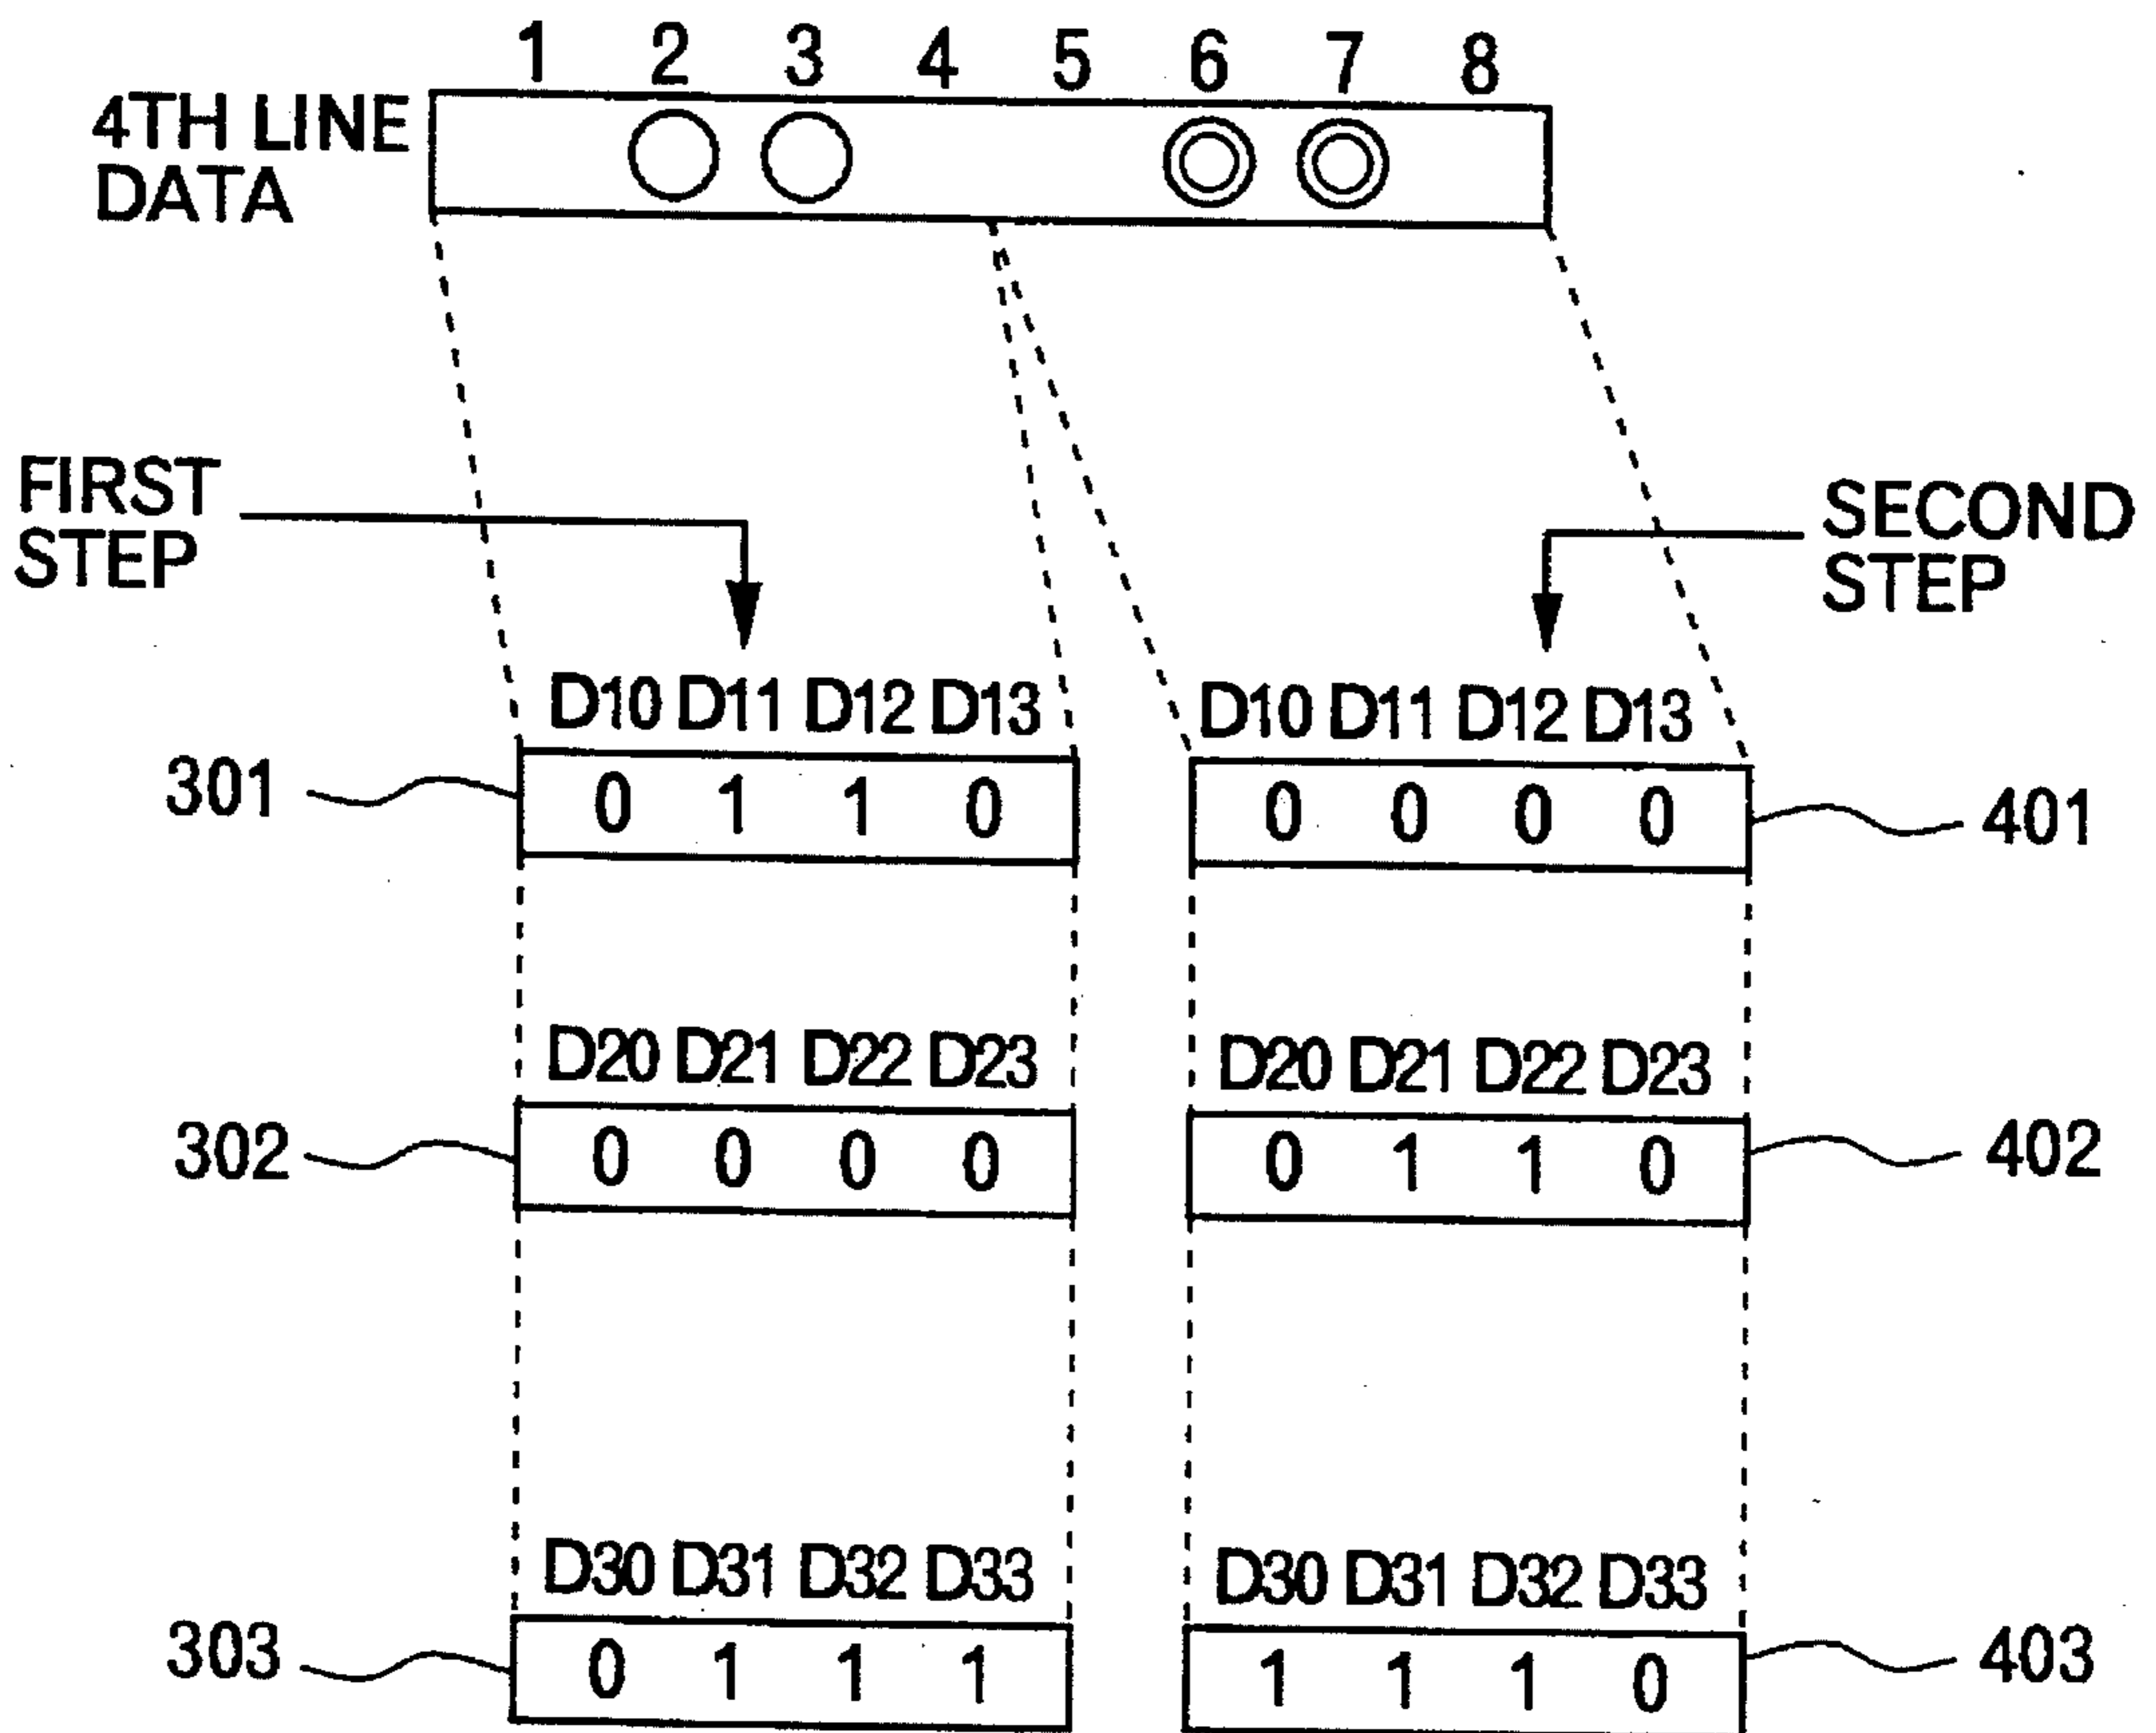 1 2 3 4 5 6 7 8
4TH LINE
DATA
FIRST
STEP
SECOND
STEP
D10 D11 D12 D13
D10 D11 D12 D13
301
0 1 1 0
0 0 0 0
401
D20 D21 D22 D23
D20 D21 D22 D23
302
0 0 0 0
0 1 1 0
402
D30 D31 D32 D33
D30 D31 D32 D33
303
0 1 1 1
1 1 1 0
403